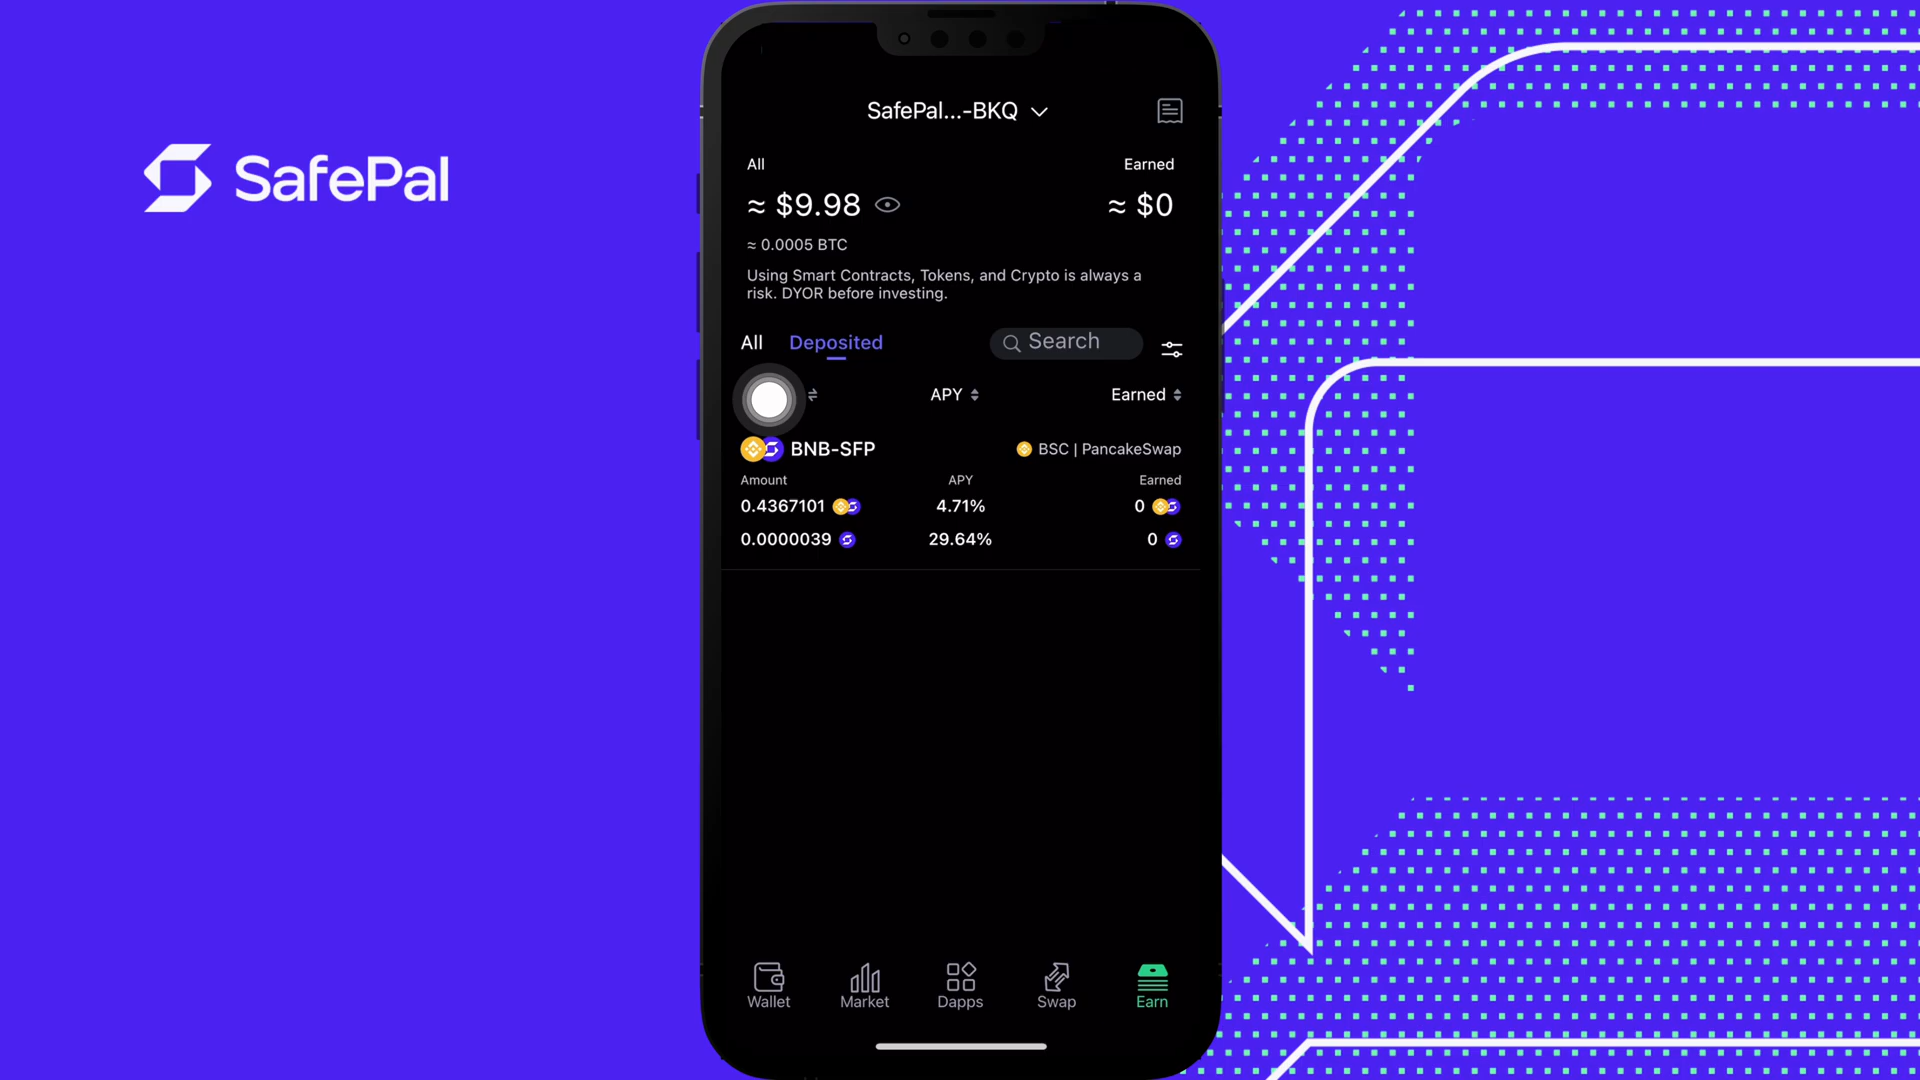 SafePal
SafePal...-BKQ
All
Earned
≈ $9.98
≈ $0
≈ 0.0005 BTC
Using Smart Contracts, Tokens, and Crypto is always a
risk. DYOR before investing.
All
Deposited
Search
APY
Earned
BNB-SFP
BSC | PancakeSwap
Amount
APY
Earned
0.4367101
4.71%
0
0.0000039
29.64%
0
Wallet
Market
Dapps
Swap
Earn